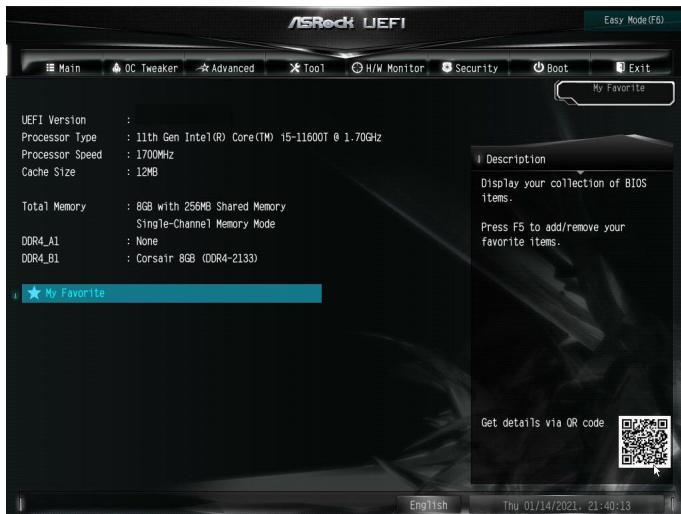 ASRock UEFI
Easy Mode(F6)
Main OC Tweaker Advanced Tool H/W Monitor Security Boot Exit
My Favorite
UEFI Version :
Processor Type : 11th Gen Intel(R) Core(TM) i5-11600T @ 1.70GHz
Processor Speed : 1700MHz
Cache Size : 12MB
Total Memory : 8GB with 256MB Shared Memory
Single-Channel Memory Mode
DDR4_A1 : None
DDR4_B1 : Corsair 8GB (DDR4-2133)
My Favorite
Description
Display your collection of BIOS
items.
Press F5 to add/remove your
favorite items.
Get details via QR code
English
Thu 01/14/2021. 21:40:13